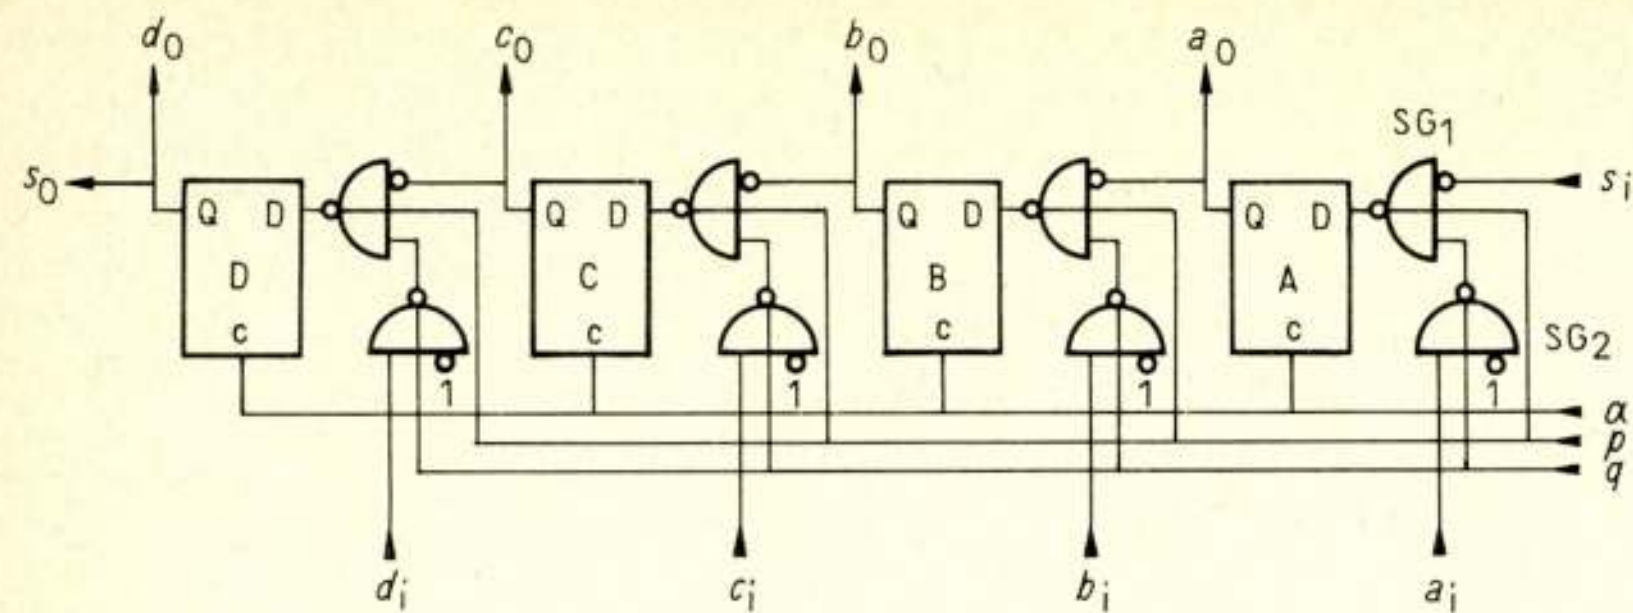 d0 c0 b0 a0
SG1
s0 si
Q D Q D Q D Q D
D C B A
c c c c
SG2
1 1 1 1
α
p
q
di ci bi ai